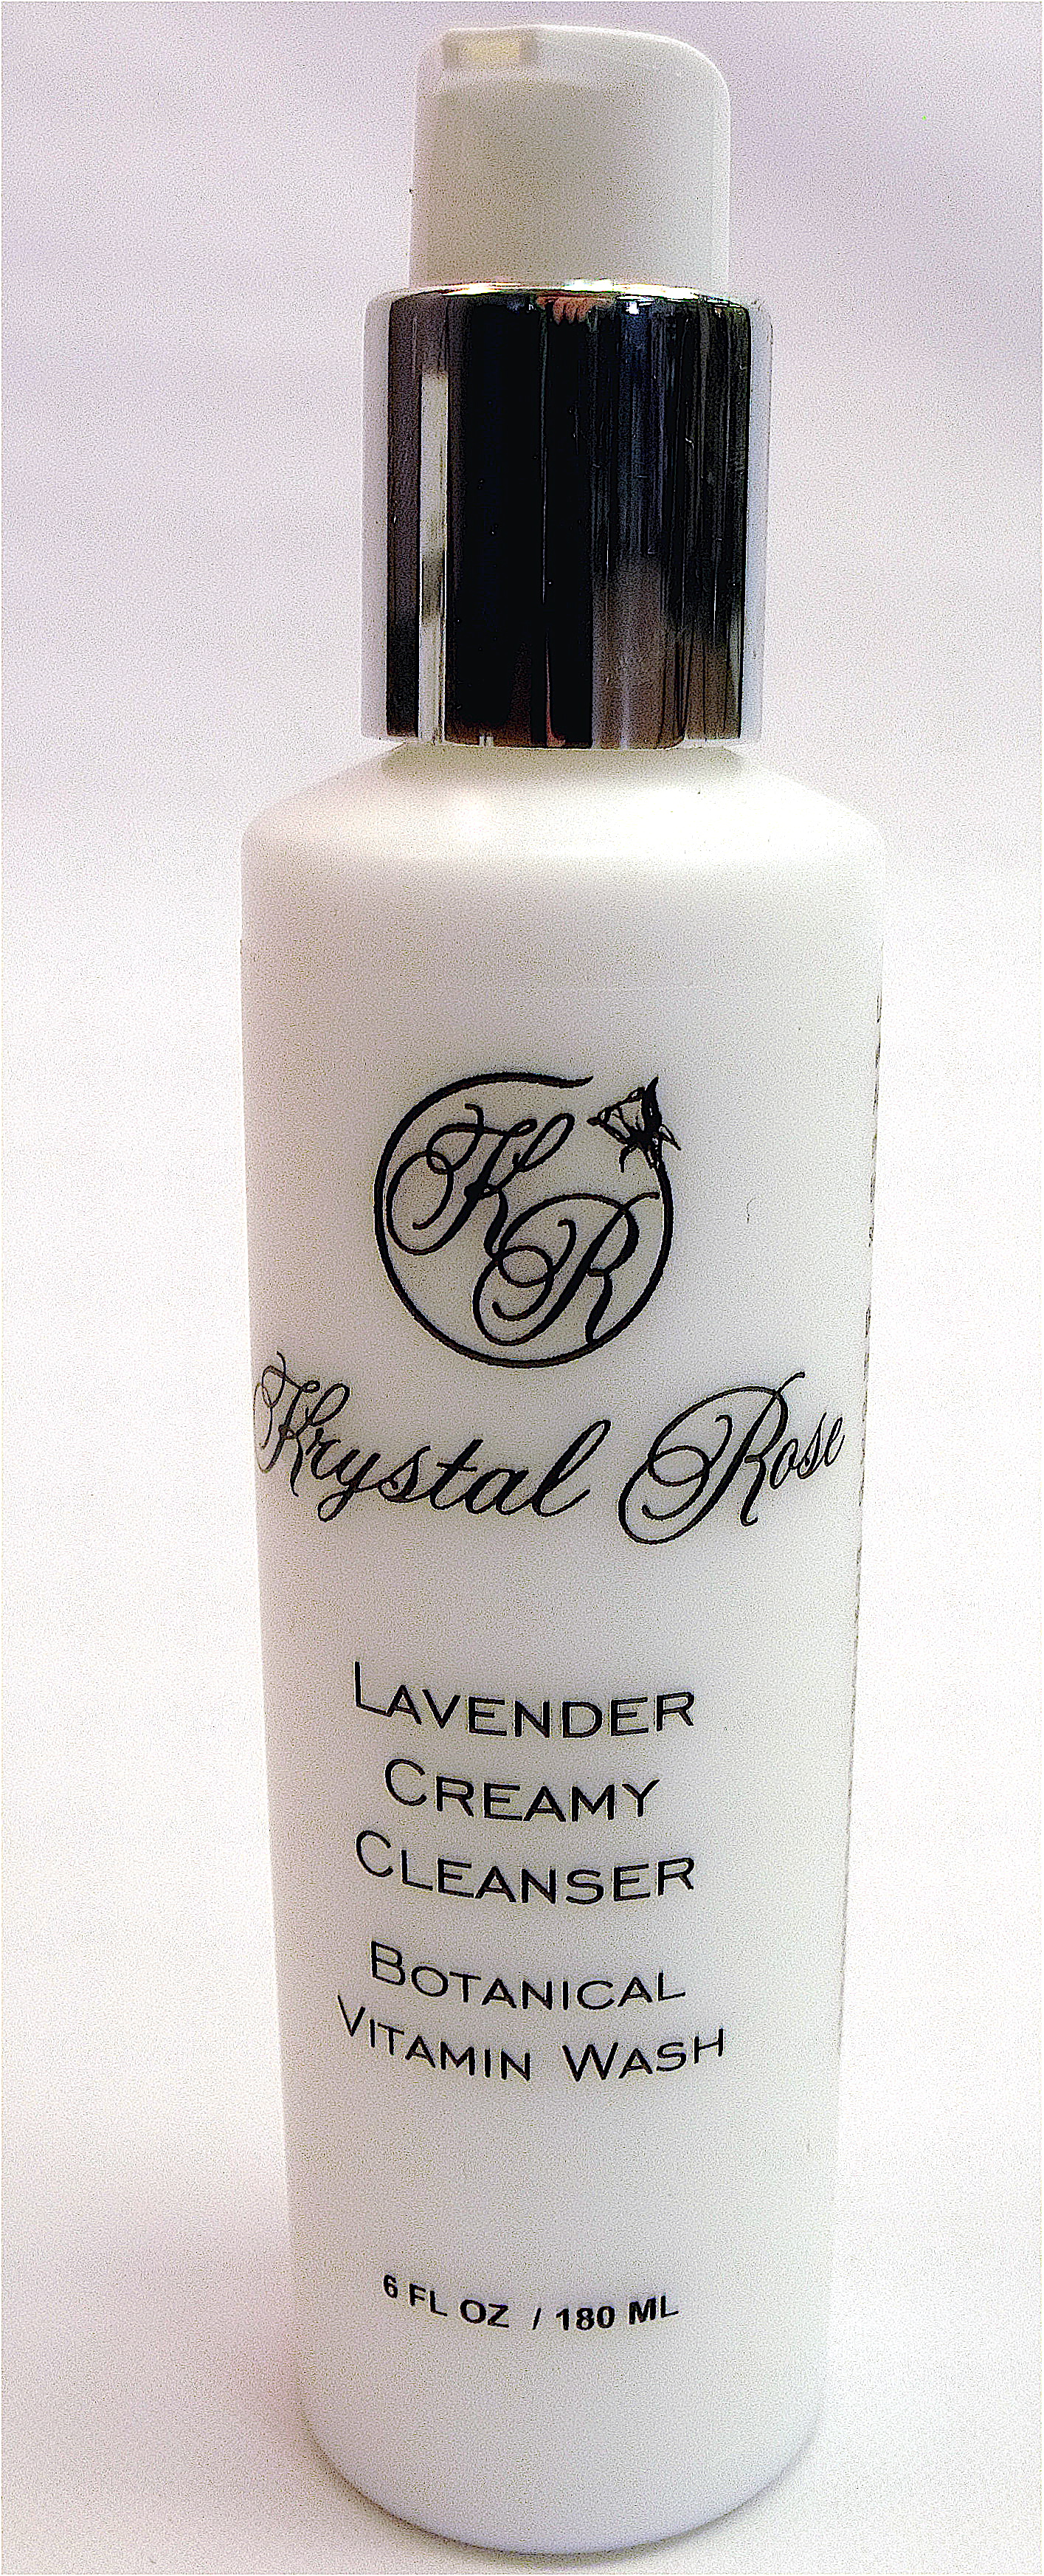 KR
Krystal Rose
LAVENDER
CREAMY
CLEANSER
BOTANICAL
VITAMIN WASH
6 FL OZ / 180 ML